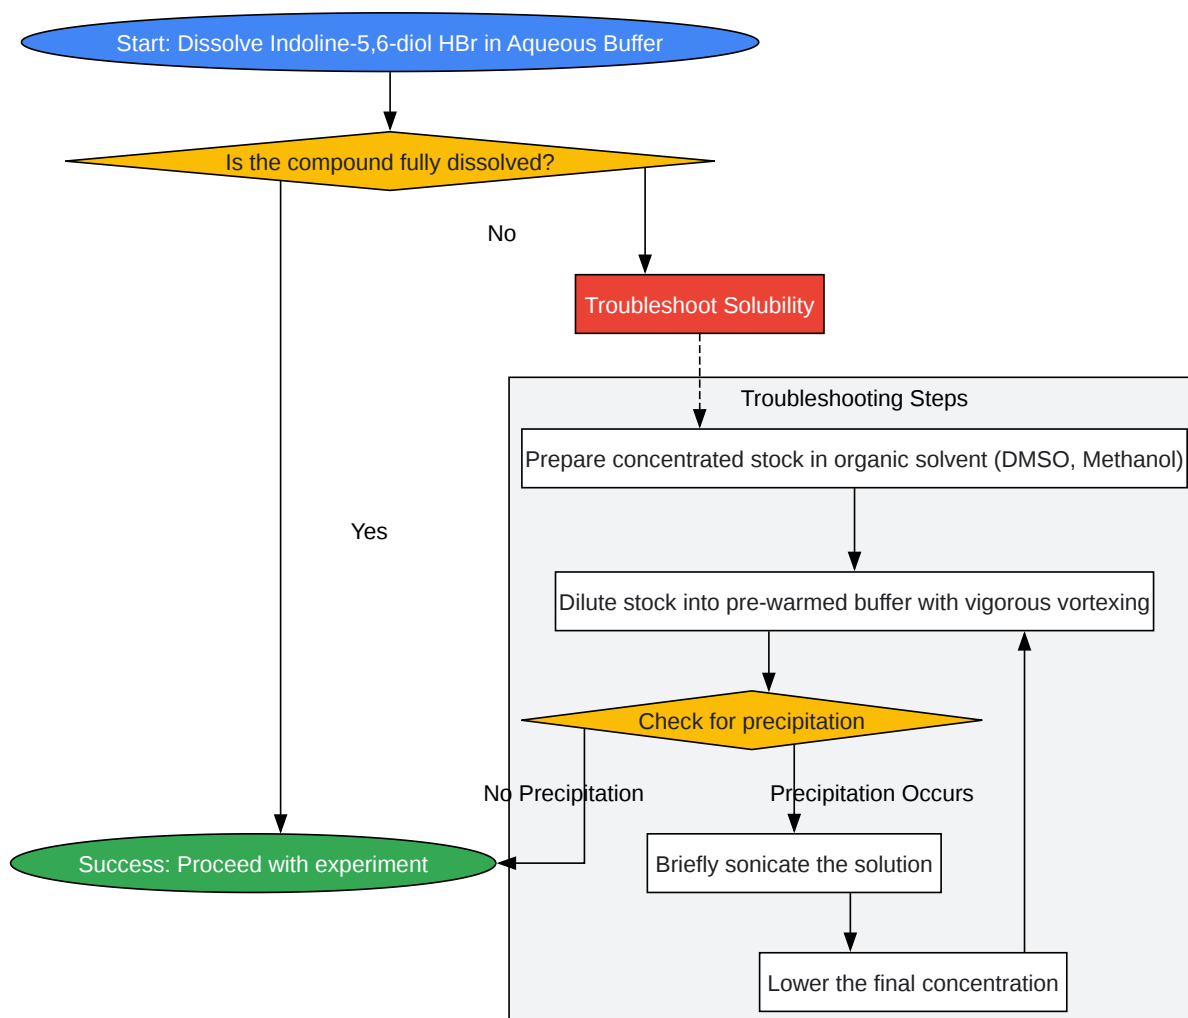 Start: Dissolve Indoline-5,6-diol HBr in Aqueous Buffer
Is the compound fully dissolved?
No
Troubleshoot Solubility
Troubleshooting Steps
Prepare concentrated stock in organic solvent (DMSO, Methanol)
Yes
Dilute stock into pre-warmed buffer with vigorous vortexing
Check for precipitation
No Precipitation
Precipitation Occurs
Success: Proceed with experiment
Briefly sonicate the solution
Lower the final concentration